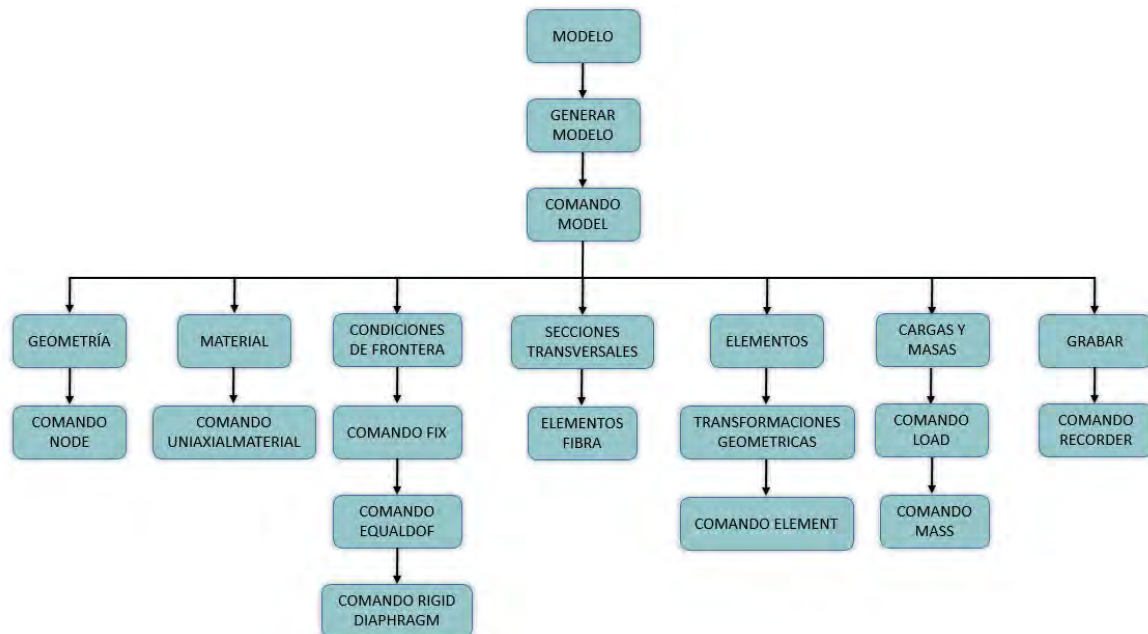 MODELO
GENERAR
MODELO
COMANDO
MODEL
GEOMETRÍA
MATERIAL
CONDICIONES
DE FRONTERA
SECCIONES
TRANSVERSALES
ELEMENTOS
CARGAS Y
MASAS
GRABAR
COMANDO
NODE
COMANDO
UNIAXIALMATERIAL
COMANDO FIX
ELEMENTOS
FIBRA
TRANSFORMACIONES
GEOMETRICAS
COMANDO
LOAD
COMANDO
RECORDER
COMANDO
EQUALDOF
COMANDO ELEMENT
COMANDO
MASS
COMANDO RIGID
DIAPHRAGM